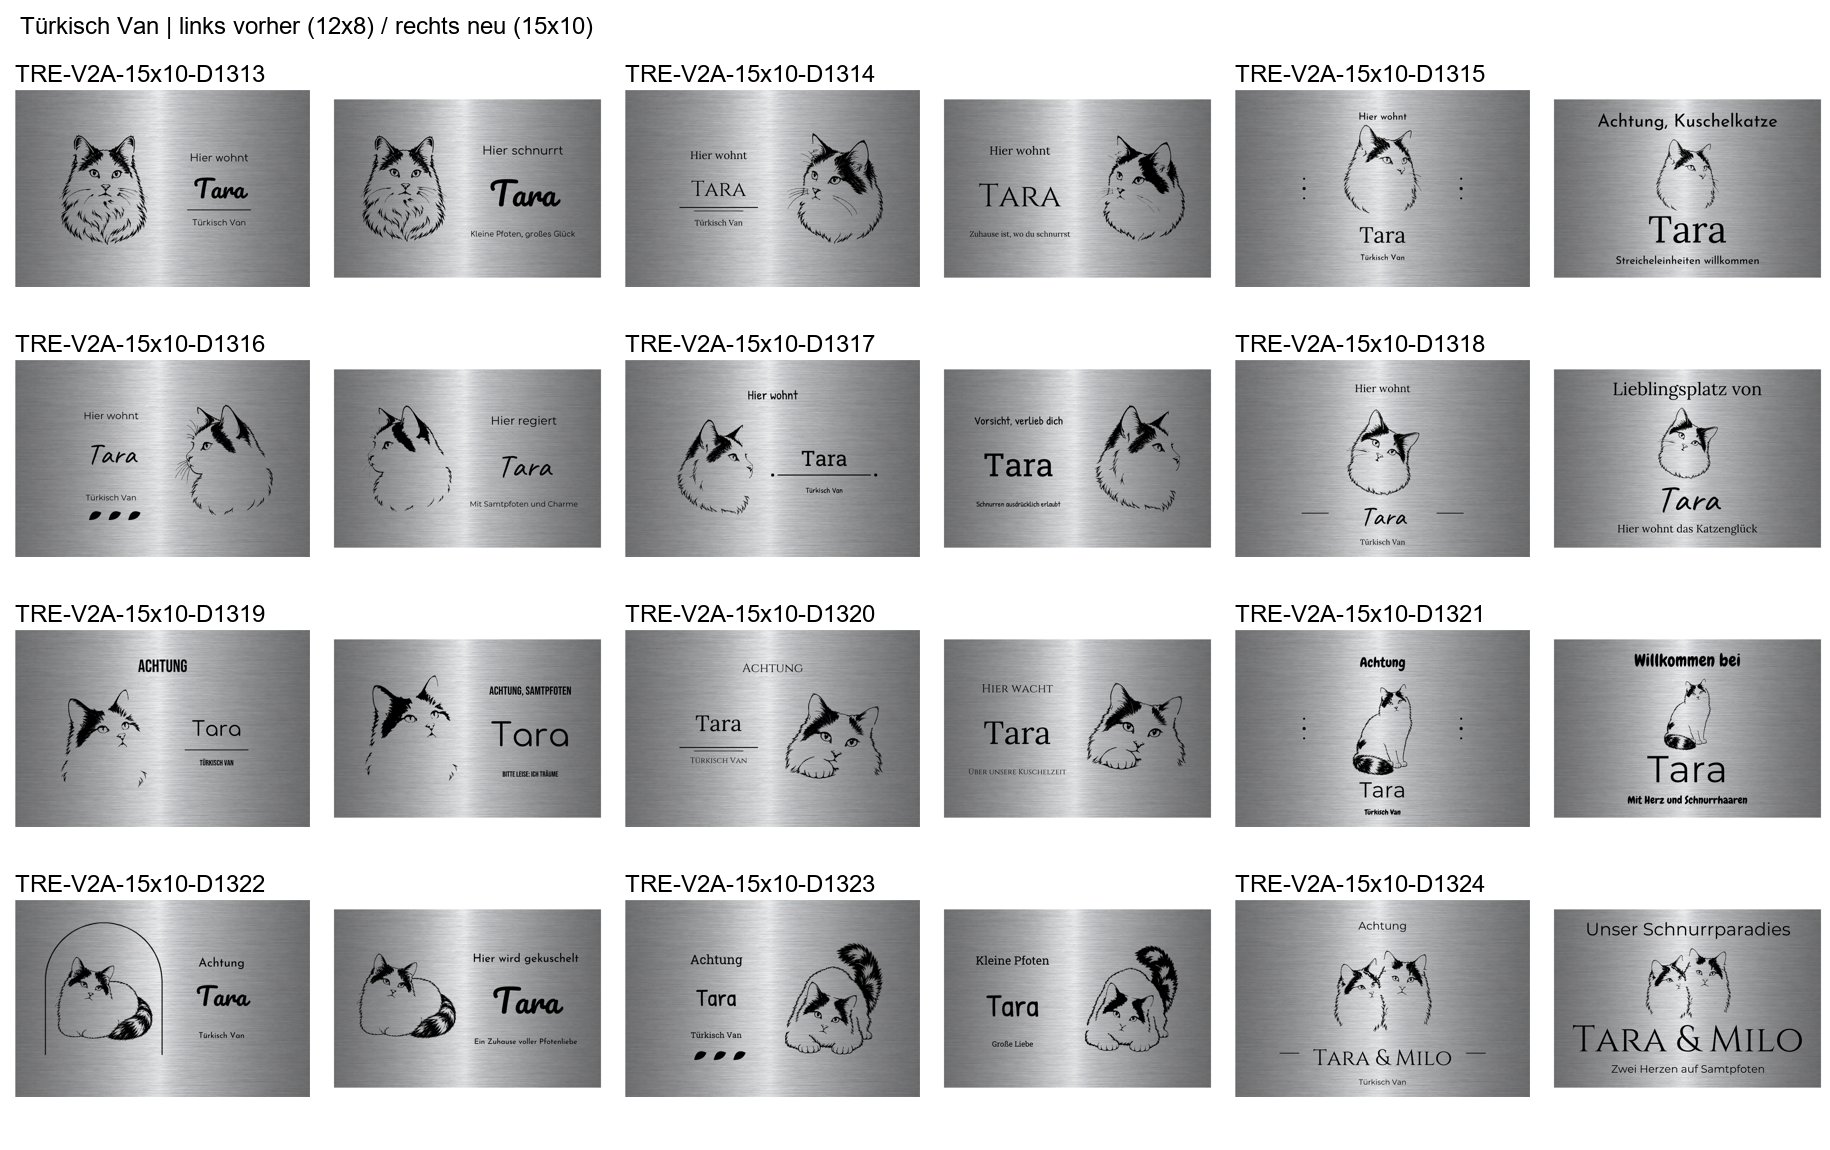 Türkisch Van | links vorher (12x8) / rechts neu (15x10)
TRE-V2A-15x10-D1313
Hier wohnt
Tara
Türkisch Van
Hier schnurrt
Tara
Kleine Pfoten, großes Glück
TRE-V2A-15x10-D1314
Hier wohnt
Tara
Türkisch Van
Hier wohnt
Tara
Zuhause ist, wo du schnurrst
TRE-V2A-15x10-D1315
Hier wohnt
Tara
Türkisch Van
Achtung, Kuschelkatze
Tara
Streicheleinheiten willkommen
TRE-V2A-15x10-D1316
Hier wohnt
Tara
Türkisch Van
Hier regiert
Tara
Mit Samtpfoten und Charme
TRE-V2A-15x10-D1317
Hier wohnt
Tara
Türkisch Van
Vorsicht, verlieb dich
Tara
Schnurren ausdrücklich erlaubt
TRE-V2A-15x10-D1318
Hier wohnt
Tara
Türkisch Van
Lieblingsplatz von
Tara
Hier wohnt das Katzenglück
TRE-V2A-15x10-D1319
ACHTUNG
Tara
TÜRKISCH VAN
ACHTUNG, SAMTPFOTEN
Tara
BITTE LEISE: ICH TRÄUME
TRE-V2A-15x10-D1320
Achtung
Tara
Türkisch Van
Hier wacht
Tara
Über unsere Kuschelzeit
TRE-V2A-15x10-D1321
Achtung
Tara
Türkisch Van
Willkommen bei
Tara
Mit Herz und Schnurrhaaren
TRE-V2A-15x10-D1322
Achtung
Tara
Türkisch Van
Hier wird gekuschelt
Tara
Ein Zuhause voller Pfotenliebe
TRE-V2A-15x10-D1323
Achtung
Tara
Türkisch Van
Kleine Pfoten
Tara
Große Liebe
TRE-V2A-15x10-D1324
Achtung
Tara & Milo
Türkisch Van
Unser Schnurrparadies
Tara & Milo
Zwei Herzen auf Samtpfoten